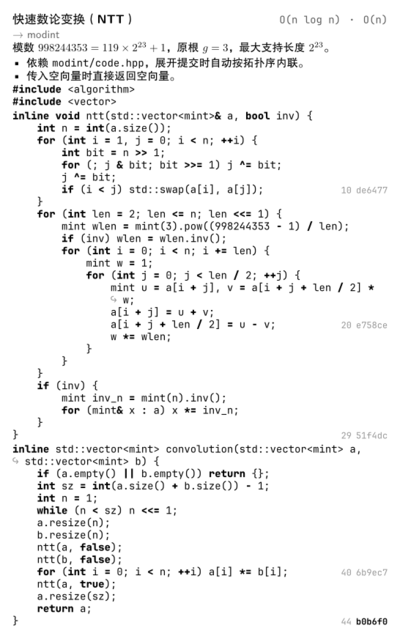 快速数论变换（NTT） O(n log n) · O(n)
→ modint
模数 998244353 = 119 × 2^23 + 1，原根 g = 3，最大支持长度 2^23。
▪ 依赖 modint/code.hpp，展开提交时自动按拓扑序内联。
▪ 传入空向量时直接返回空向量。
#include <algorithm>
#include <vector>
inline void ntt(std::vector<mint>& a, bool inv) {
    int n = int(a.size());
    for (int i = 1, j = 0; i < n; ++i) {
        int bit = n >> 1;
        for (; j & bit; bit >>= 1) j ^= bit;
        j ^= bit;
        if (i < j) std::swap(a[i], a[j]); 10 de6477
    }
    for (int len = 2; len <= n; len <<= 1) {
        mint wlen = mint(3).pow((998244353 - 1) / len);
        if (inv) wlen = wlen.inv();
        for (int i = 0; i < n; i += len) {
            mint w = 1;
            for (int j = 0; j < len / 2; ++j) {
                mint u = a[i + j], v = a[i + j + len / 2] *
                ↪ w;
                a[i + j] = u + v;
                a[i + j + len / 2] = u - v; 20 e758ce
                w *= wlen;
            }
        }
    }
    if (inv) {
        mint inv_n = mint(n).inv();
        for (mint& x : a) x *= inv_n;
    }
} 29 51f4dc
inline std::vector<mint> convolution(std::vector<mint> a,
↪ std::vector<mint> b) {
    if (a.empty() || b.empty()) return {};
    int sz = int(a.size() + b.size()) - 1;
    int n = 1;
    while (n < sz) n <<= 1;
    a.resize(n);
    b.resize(n);
    ntt(a, false);
    ntt(b, false);
    for (int i = 0; i < n; ++i) a[i] *= b[i]; 40 6b9ec7
    ntt(a, true);
    a.resize(sz);
    return a;
} 44 b0b6f0